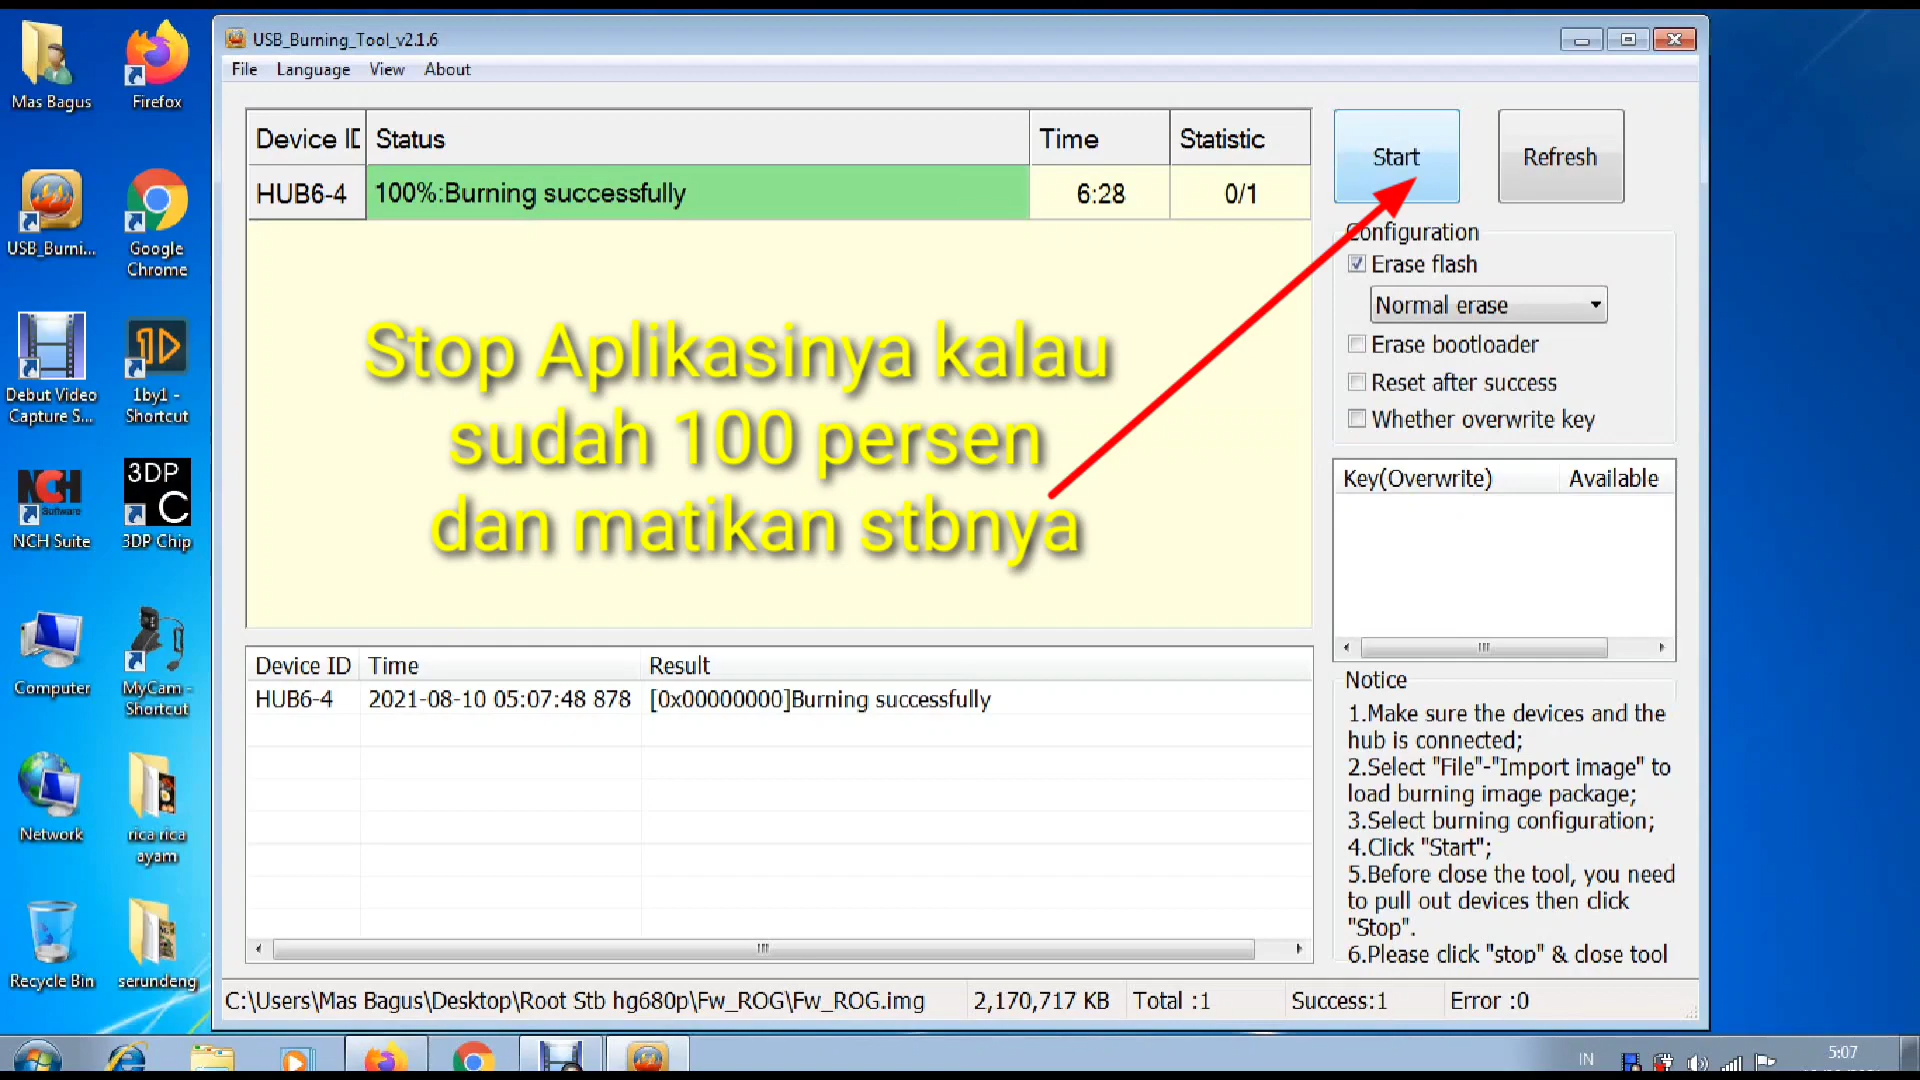 USB_Burning_Tool_v2.1.6
File Language View About
Mas Bagus
Firefox
USB_Burni...
Google Chrome
Debut Video Capture S...
1by1 - Shortcut
NCH Software
NCH Suite
3DP C
3DP Chip
Computer
MyCam - Shortcut
Network
rica rica ayam
Recycle Bin
serundeng
Device ID Status Time Statistic
HUB6-4 100%:Burning successfully 6:28 0/1
Stop Aplikasinya kalau
sudah 100 persen
dan matikan stbnya
Start
Refresh
Configuration
Erase flash
Normal erase
Erase bootloader
Reset after success
Whether overwrite key
Key(Overwrite) Available
Device ID Time Result
HUB6-4 2021-08-10 05:07:48 878 [0x00000000]Burning successfully
Notice
1.Make sure the devices and the
hub is connected;
2.Select "File"-"Import image" to
load burning image package;
3.Select burning configuration;
4.Click "Start";
5.Before close the tool, you need
to pull out devices then click
"Stop".
6.Please click "stop" & close tool
C:\Users\Mas Bagus\Desktop\Root Stb hg680p\Fw_ROG\Fw_ROG.img 2,170,717 KB Total :1 Success:1 Error :0
IN
5:07